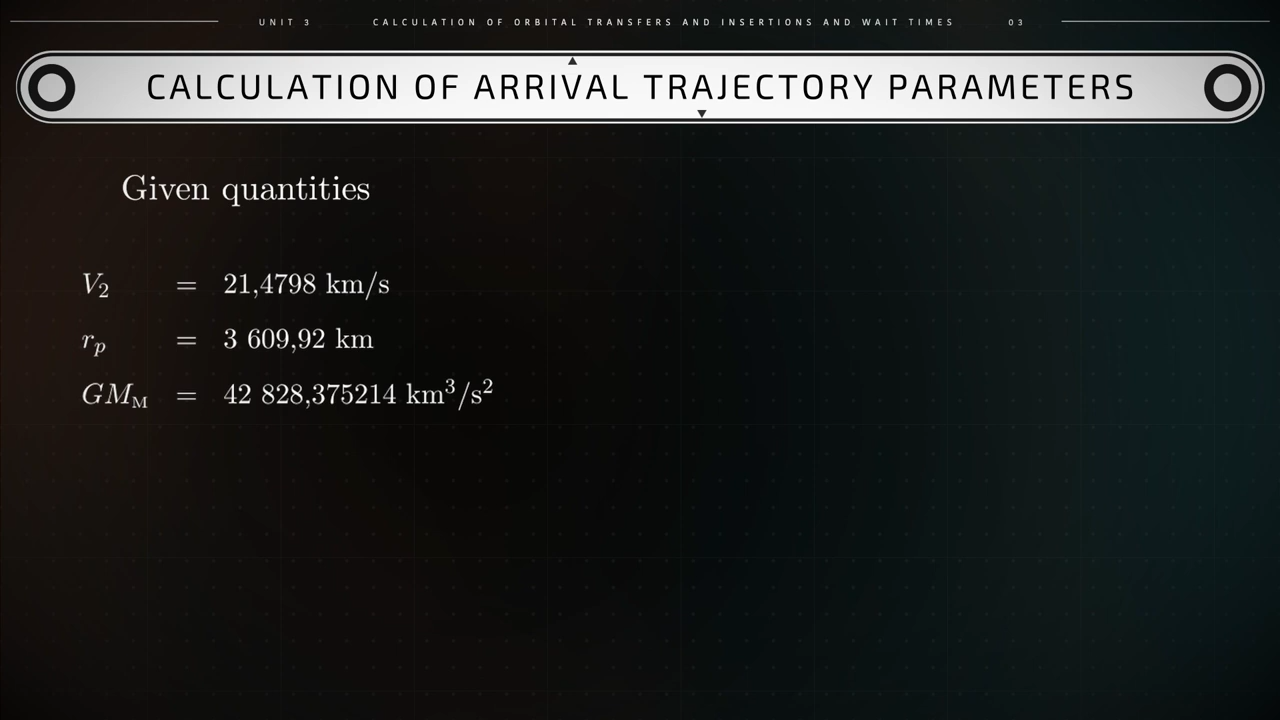 UNIT 3 CALCULATION OF ORBITAL TRANSFERS AND INSERTIONS AND WAIT TIMES 03
CALCULATION OF ARRIVAL TRAJECTORY PARAMETERS
Given quantities
V₂ = 21,4798 km/s
rₚ = 3 609,92 km
GM_M = 42 828,375214 km³/s²